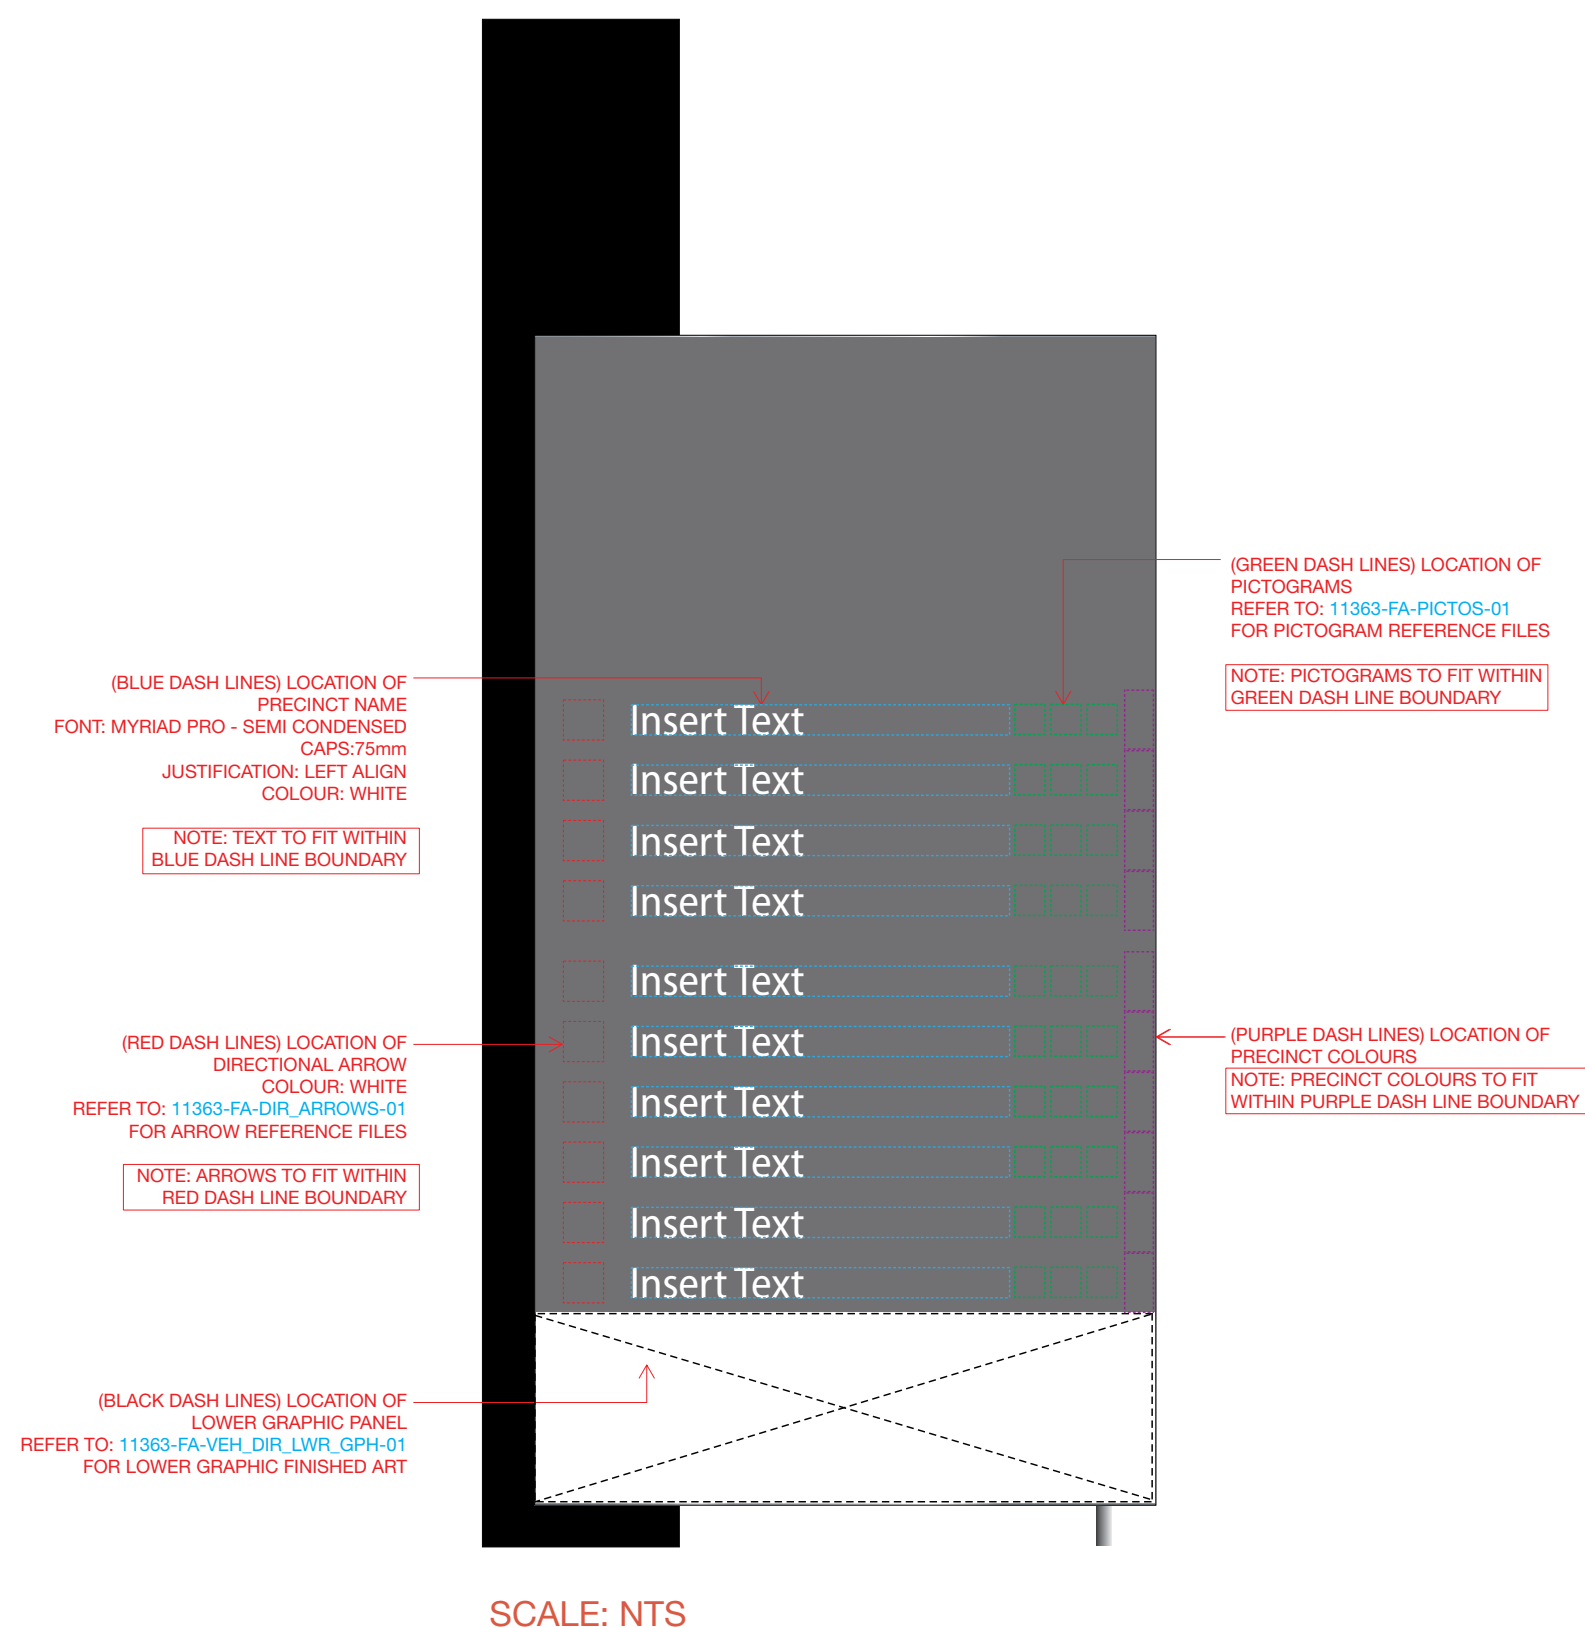 (GREEN DASH LINES) LOCATION OF
PICTOGRAMS
REFER TO: 11363-FA-PICTOS-01
FOR PICTOGRAM REFERENCE FILES
NOTE: PICTOGRAMS TO FIT WITHIN
GREEN DASH LINE BOUNDARY
(BLUE DASH LINES) LOCATION OF
PRECINCT NAME
FONT: MYRIAD PRO - SEMI CONDENSED
CAPS:75mm
JUSTIFICATION: LEFT ALIGN
COLOUR: WHITE
NOTE: TEXT TO FIT WITHIN
BLUE DASH LINE BOUNDARY
Insert Text
Insert Text
Insert Text
Insert Text
Insert Text
Insert Text
Insert Text
Insert Text
Insert Text
Insert Text
(RED DASH LINES) LOCATION OF
DIRECTIONAL ARROW
COLOUR: WHITE
REFER TO: 11363-FA-DIR_ARROWS-01
FOR ARROW REFERENCE FILES
NOTE: ARROWS TO FIT WITHIN
RED DASH LINE BOUNDARY
(PURPLE DASH LINES) LOCATION OF
PRECINCT COLOURS
NOTE: PRECINCT COLOURS TO FIT
WITHIN PURPLE DASH LINE BOUNDARY
(BLACK DASH LINES) LOCATION OF
LOWER GRAPHIC PANEL
REFER TO: 11363-FA-VEH_DIR_LWR_GPH-01
FOR LOWER GRAPHIC FINISHED ART
SCALE: NTS